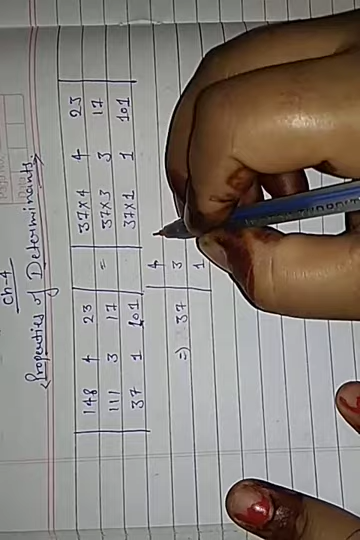 Ch-4
Properties of Determinants
| 148 4 23 | = | 37×4 4 23 |
| 111 3 17 | | 37×3 3 17 |
| 37 1 101 | | 37×1 1 101 |
| 4
⇒ 37 | 3
| 1